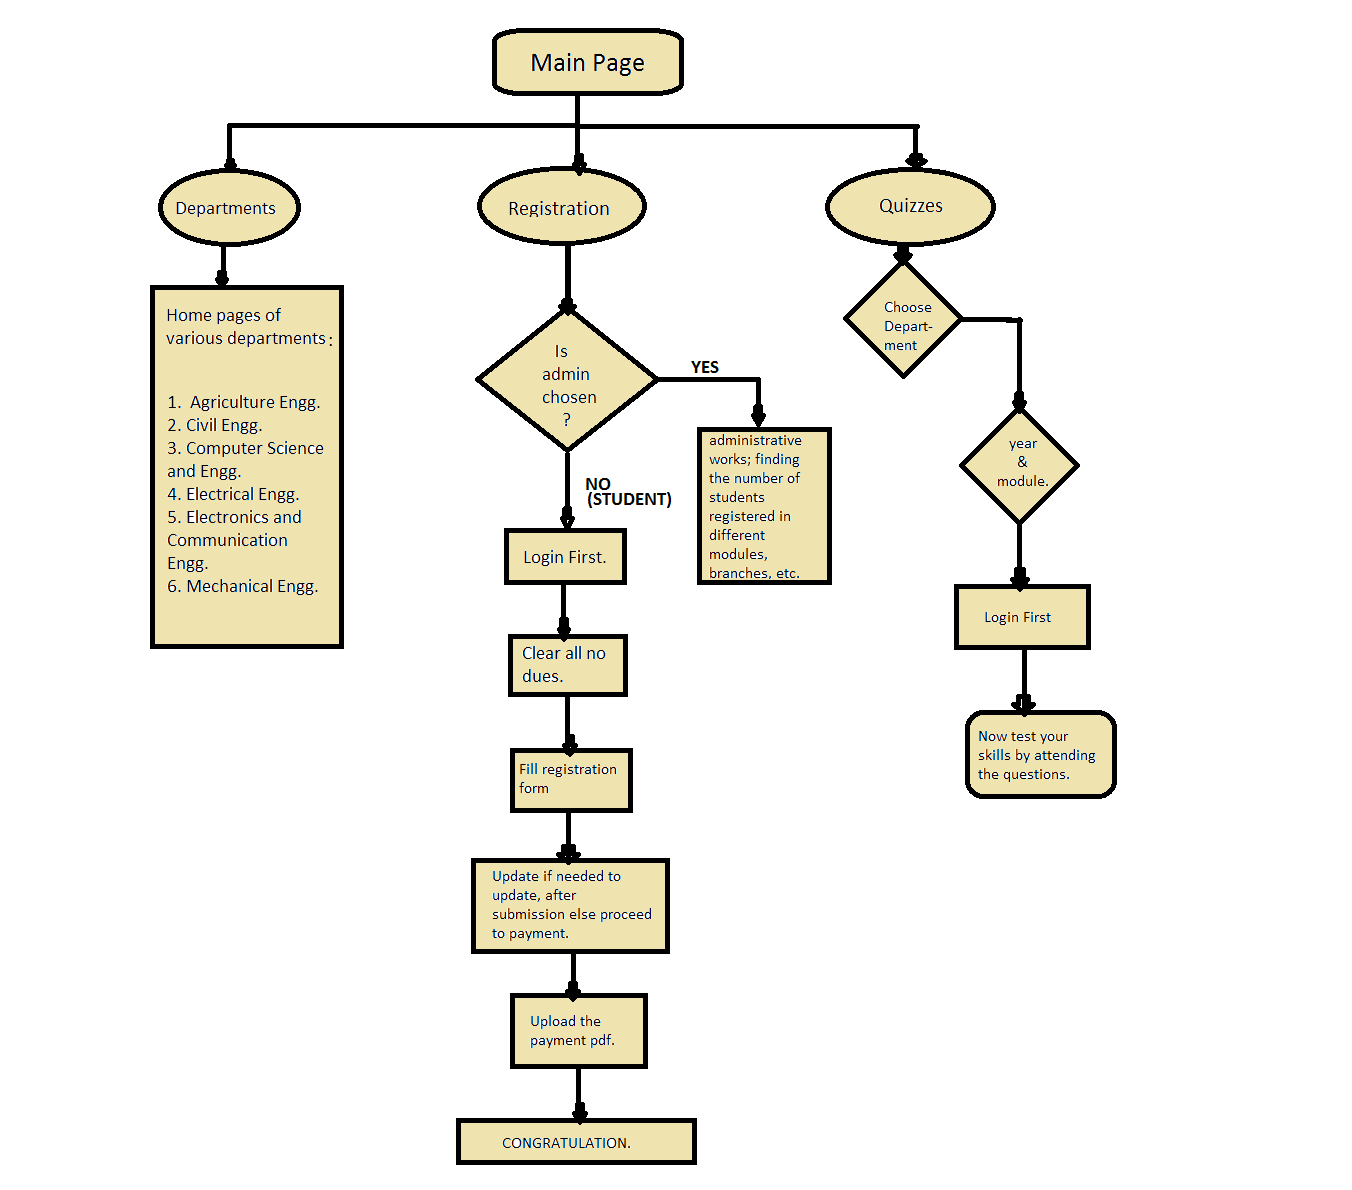 Main Page
Departments
Registration
Quizzes
Home pages of
various departments:
1.  Agriculture Engg.
2. Civil Engg.
3. Computer Science
and Engg.
4. Electrical Engg.
5. Electronics and
Communication
Engg.
6. Mechanical Engg.
Is
admin
chosen
?
YES
administrative
works; finding
the number of
students
registered in
different
modules,
branches, etc.
NO
(STUDENT)
Login First.
Clear all no
dues.
Fill registration
form
Update if needed to
update, after
submission else proceed
to payment.
Upload the
payment pdf.
CONGRATULATION.
Choose
Depart-
ment
year
&
module.
Login First
Now test your
skills by attending
the questions.